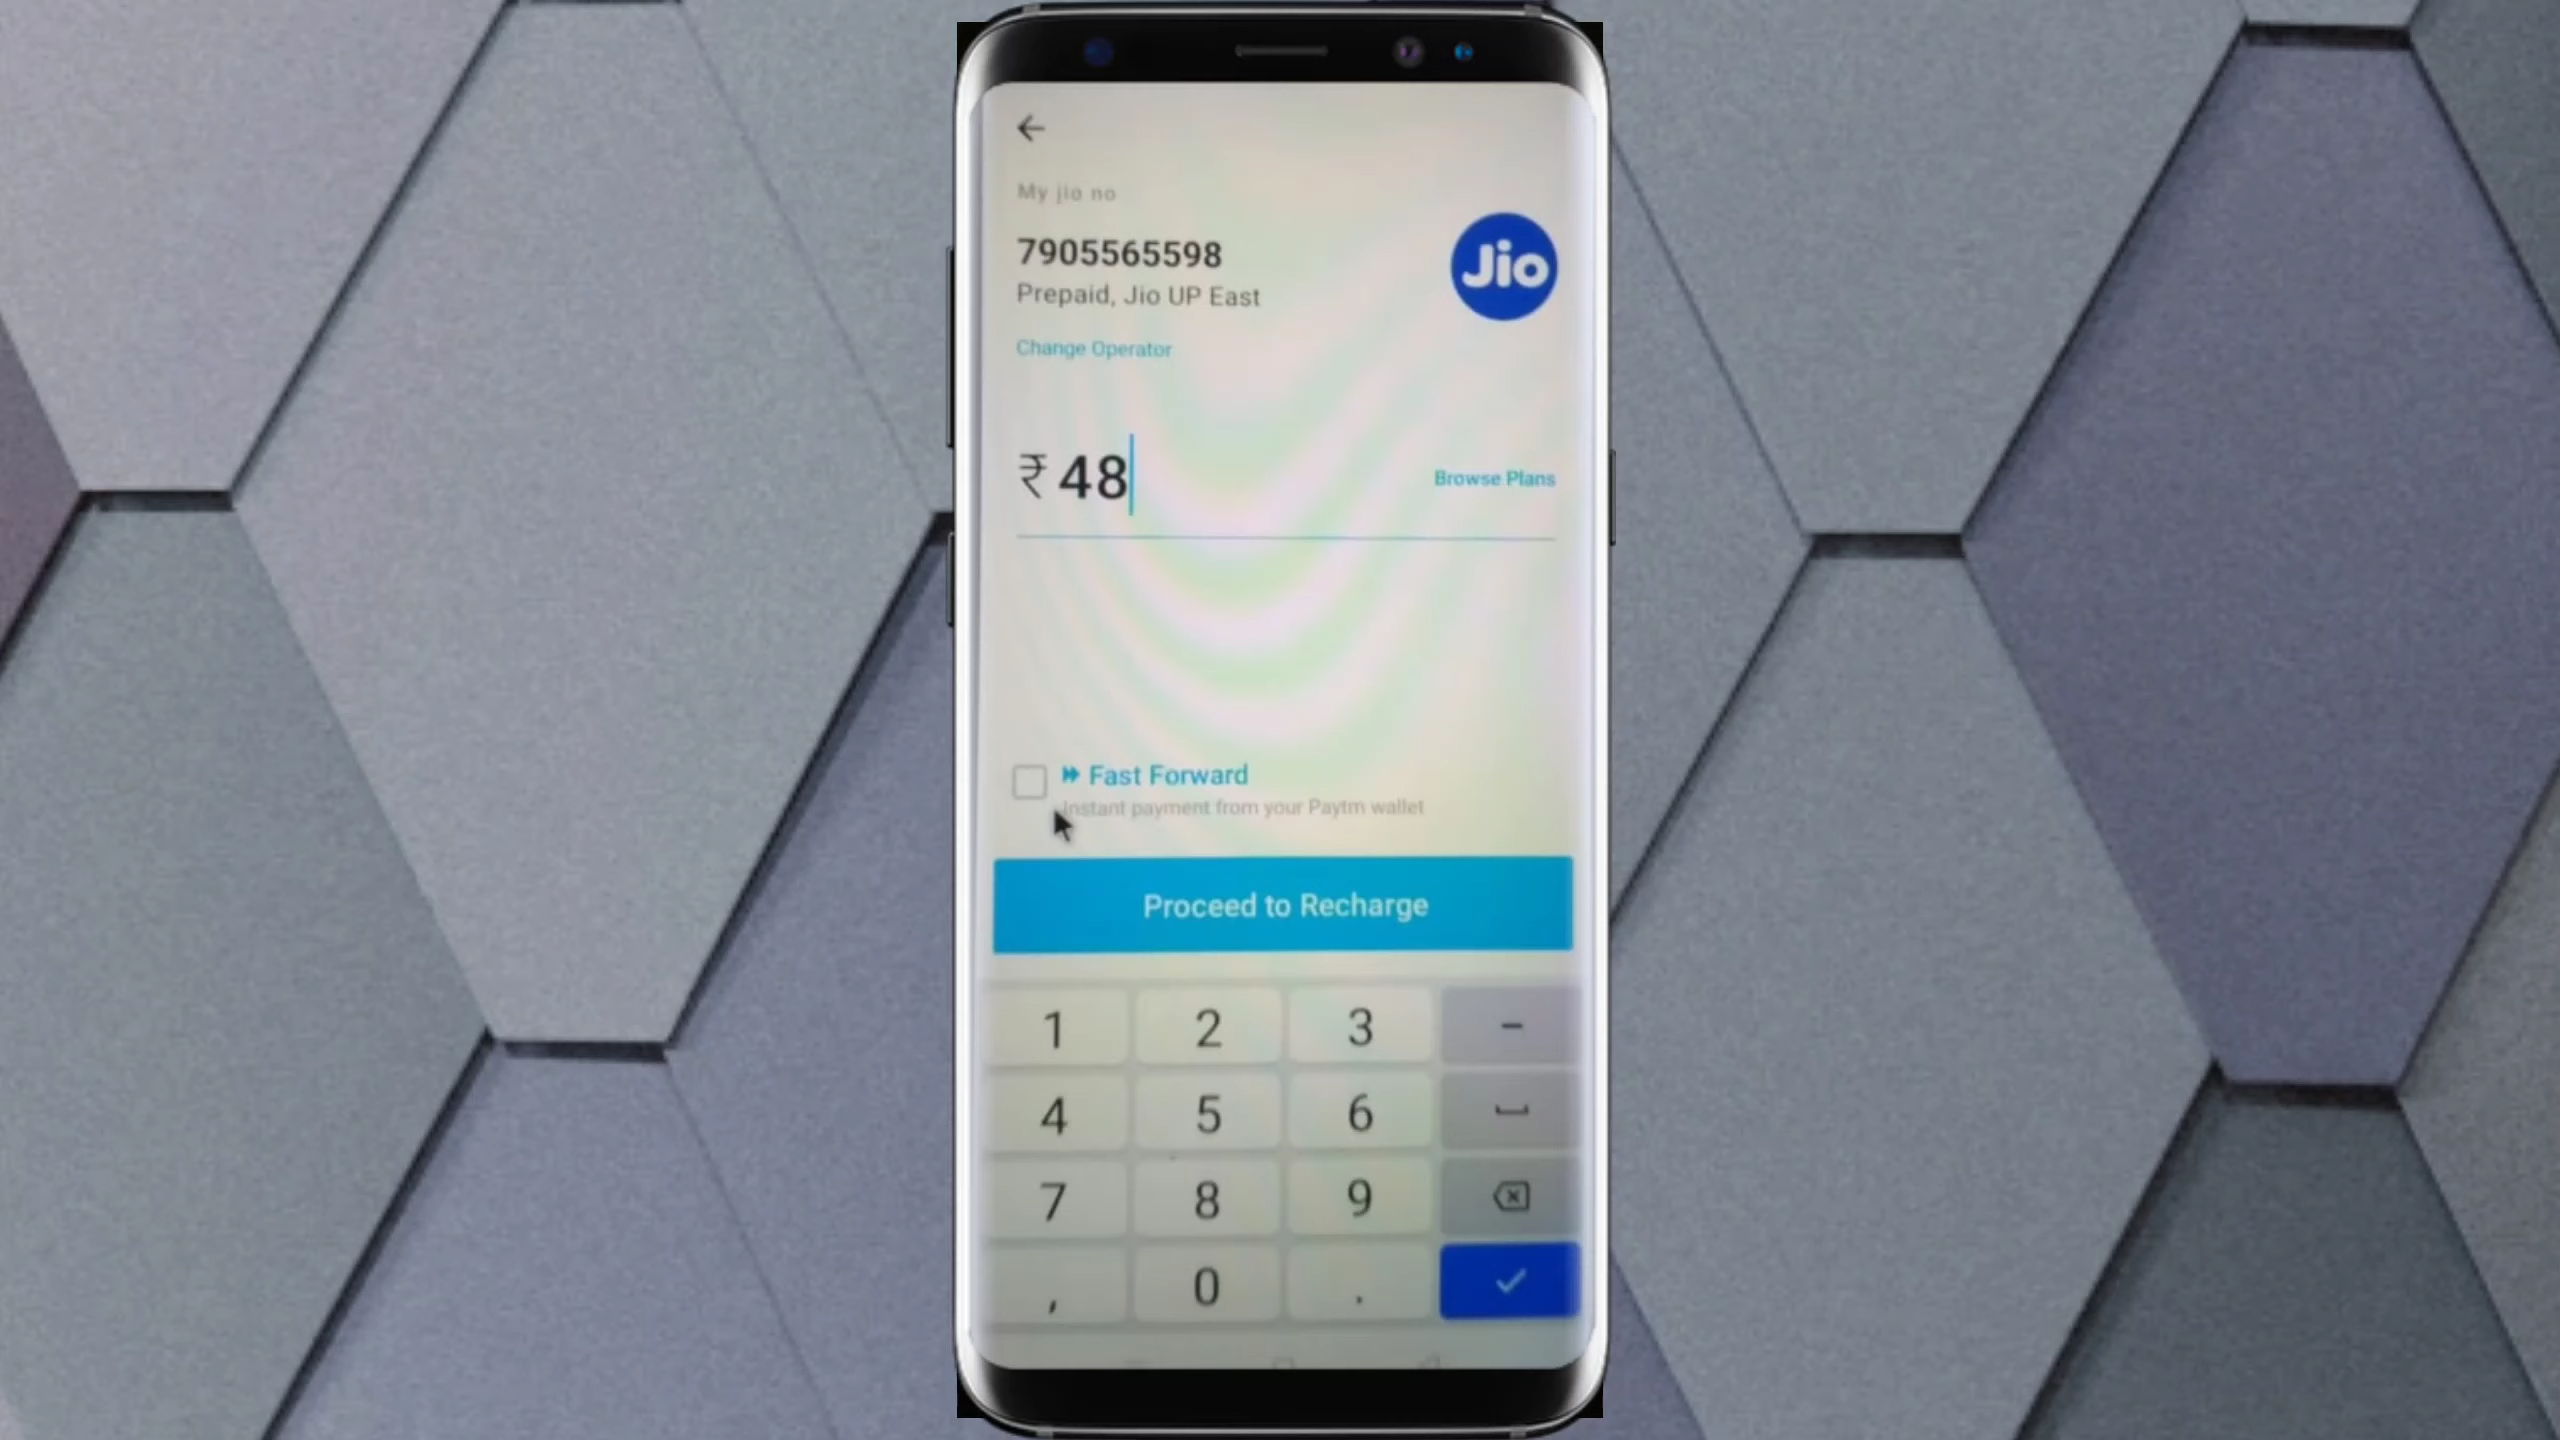 My jio no
7905565598
Jio
Prepaid, Jio UP East
Change Operator
₹ 48
Browse Plans
Fast Forward
Instant payment from your Paytm wallet
Proceed to Recharge
1 2 3 -
4 5 6
7 8 9
, 0 .